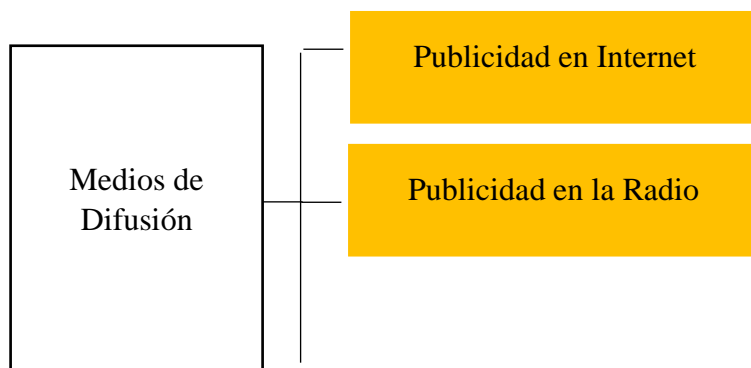 Publicidad en Internet
Medios de
Difusión
Publicidad en la Radio